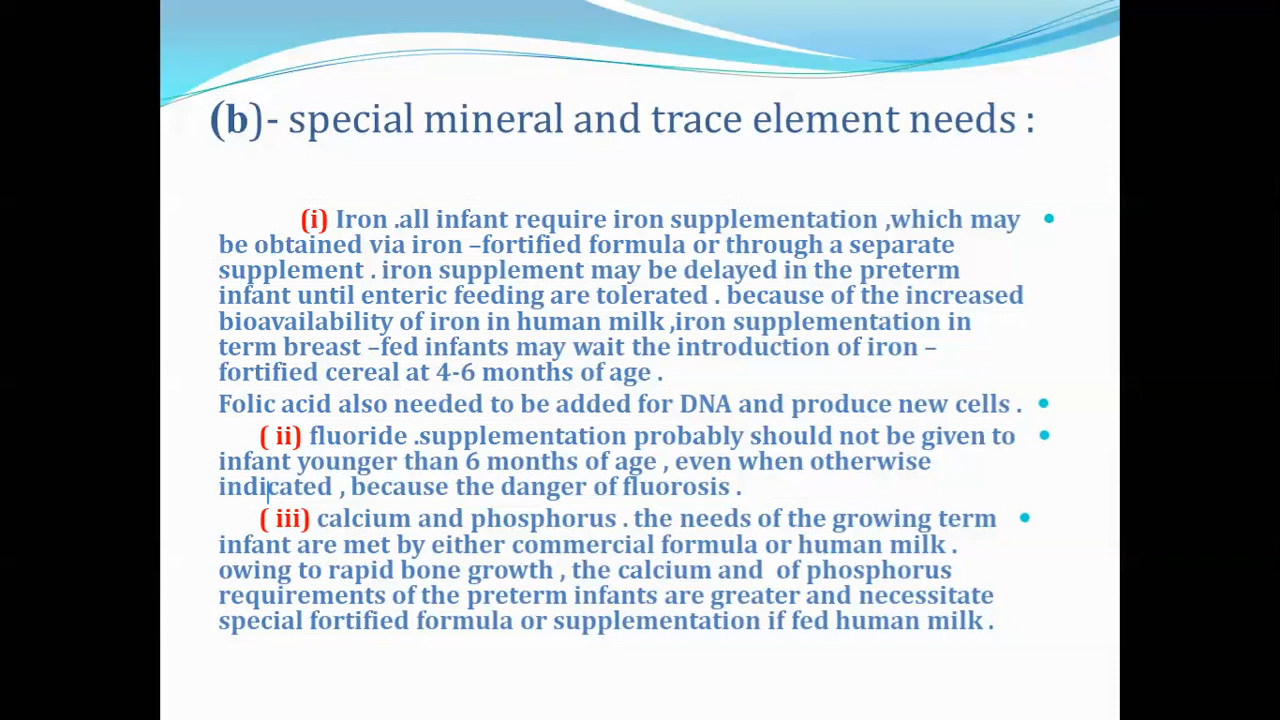 (b)- special mineral and trace element needs :
(i) Iron .all infant require iron supplementation ,which may
be obtained via iron –fortified formula or through a separate
supplement . iron supplement may be delayed in the preterm
infant until enteric feeding are tolerated . because of the increased
bioavailability of iron in human milk ,iron supplementation in
term breast –fed infants may wait the introduction of iron –
fortified cereal at 4-6 months of age .
Folic acid also needed to be added for DNA and produce new cells .
( ii) fluoride .supplementation probably should not be given to
infant younger than 6 months of age , even when otherwise
indicated , because the danger of fluorosis .
( iii) calcium and phosphorus . the needs of the growing term
infant are met by either commercial formula or human milk .
owing to rapid bone growth , the calcium and  of phosphorus
requirements of the preterm infants are greater and necessitate
special fortified formula or supplementation if fed human milk .